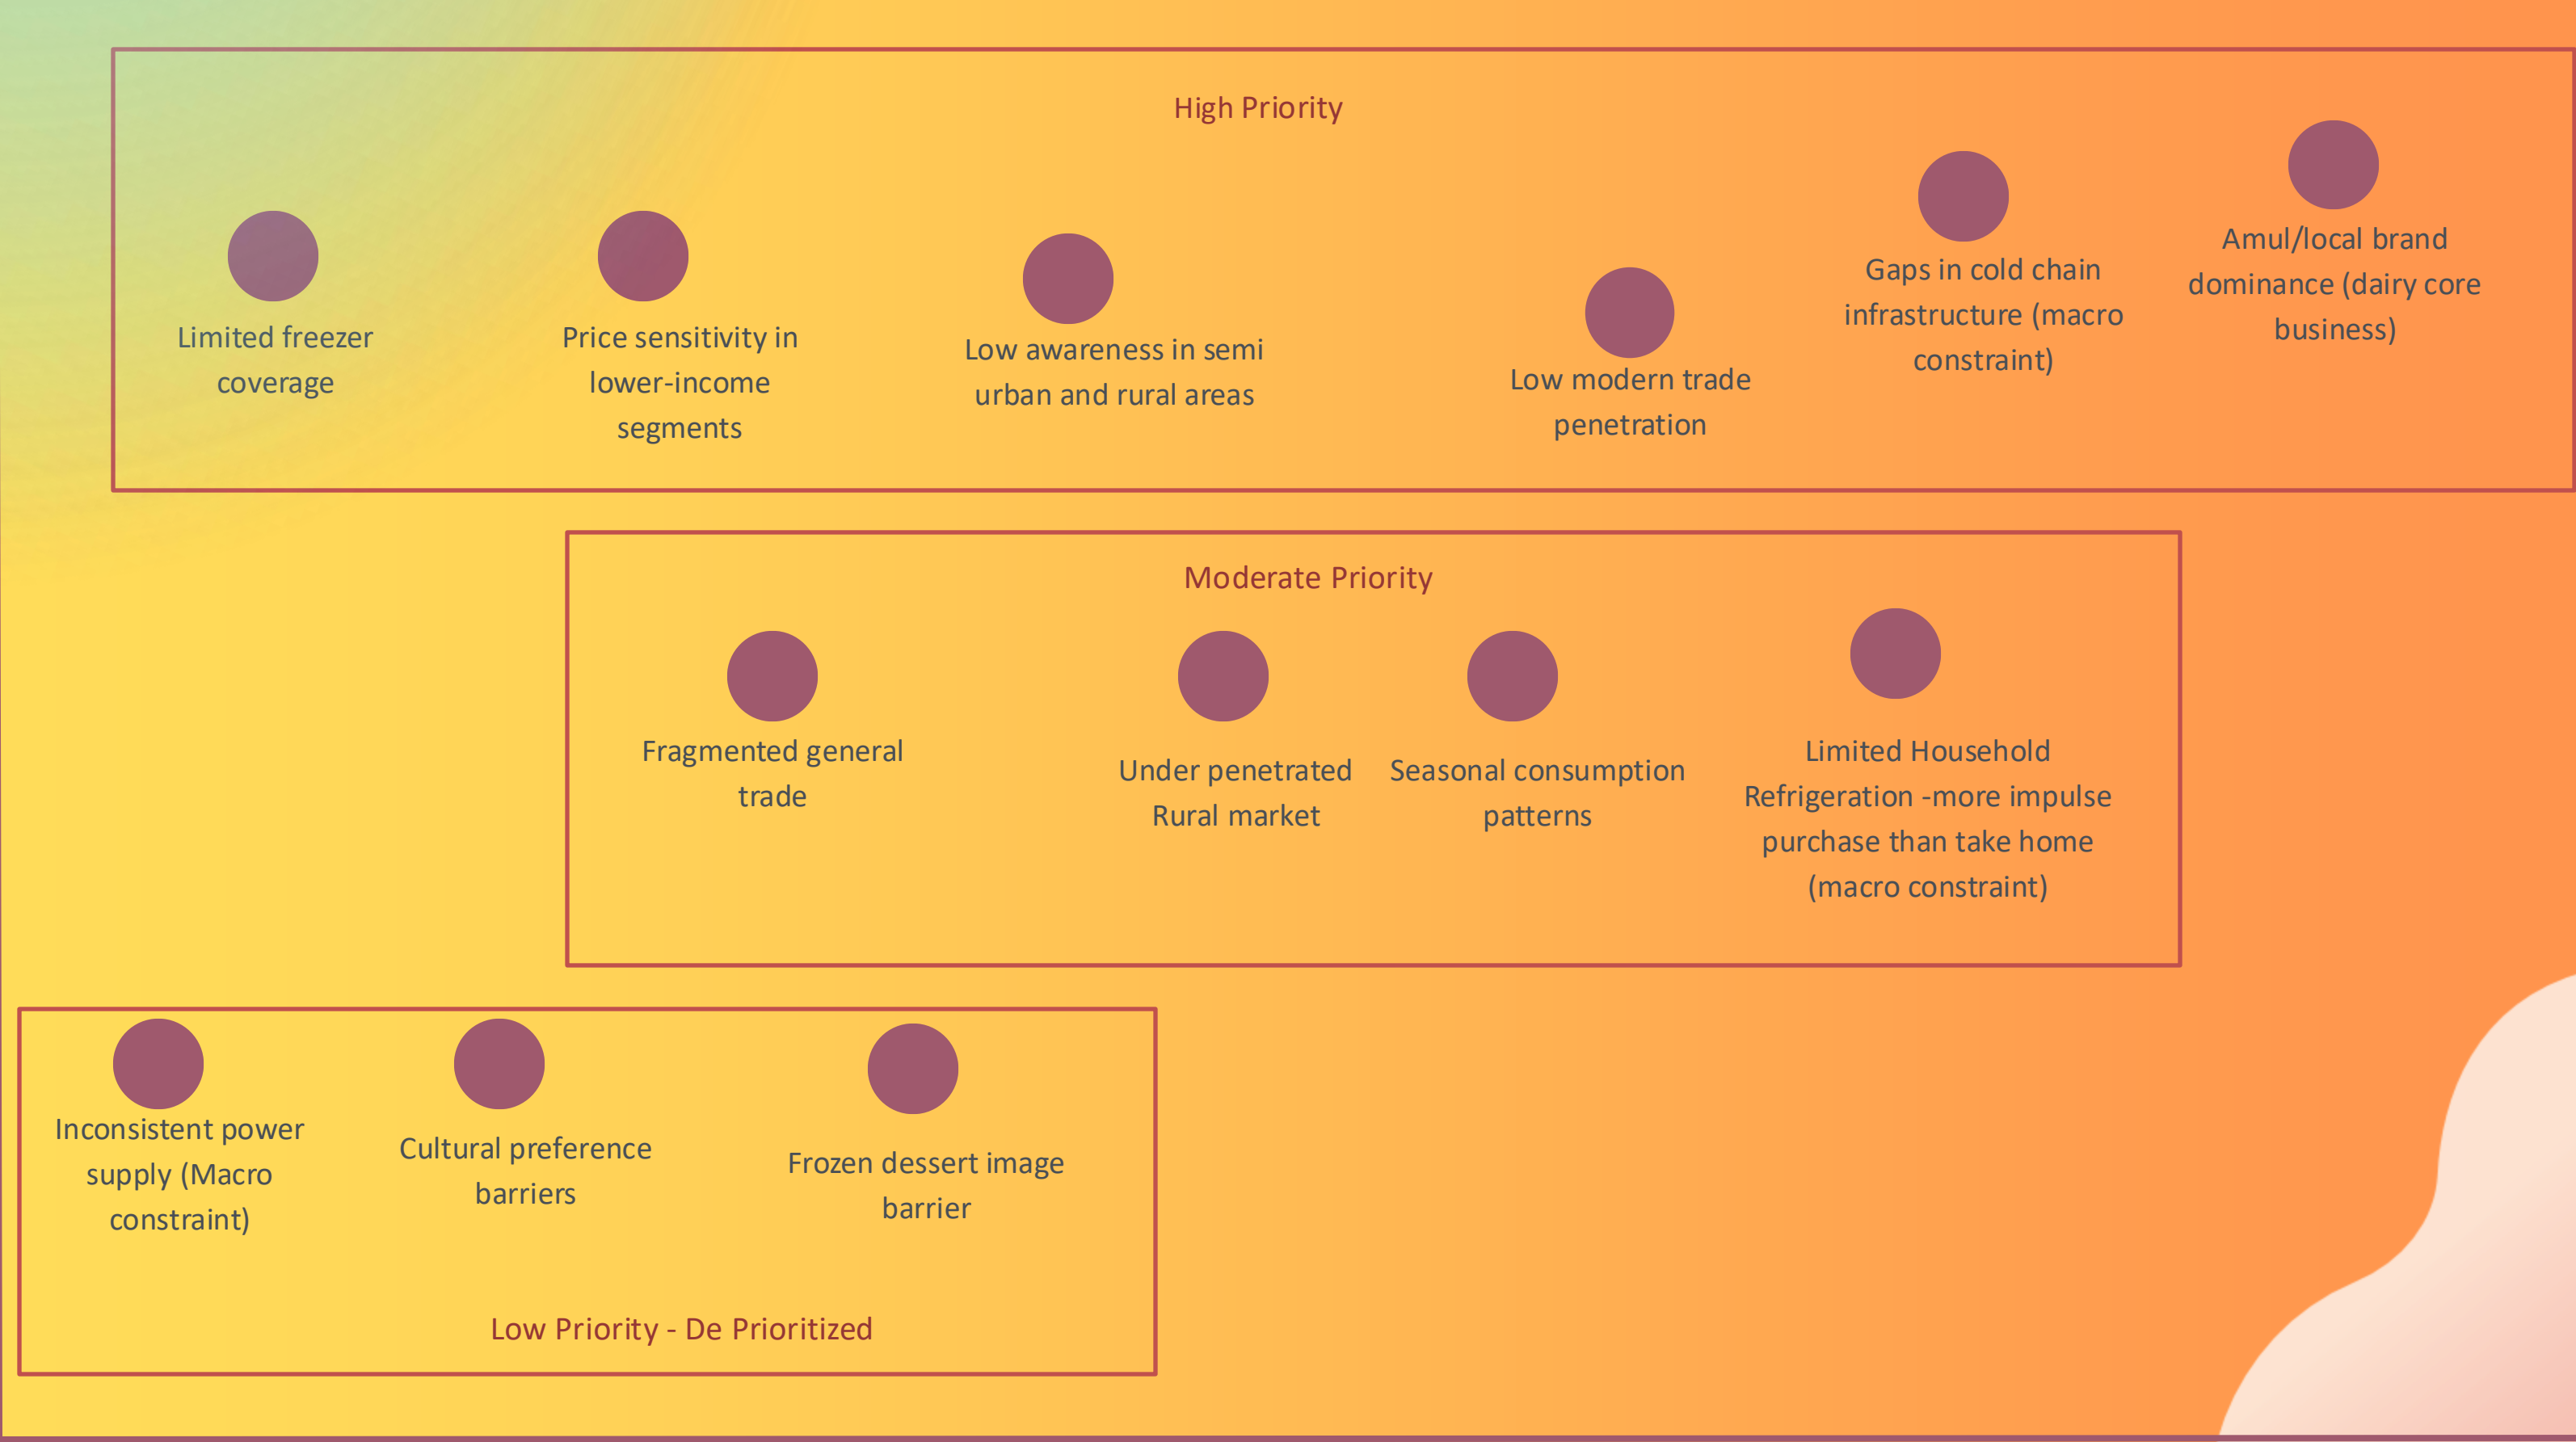 High Priority
Limited freezer
coverage
Price sensitivity in
lower-income
segments
Low awareness in semi
urban and rural areas
Low modern trade
penetration
Gaps in cold chain
infrastructure (macro
constraint)
Amul/local brand
dominance (dairy core
business)
Moderate Priority
Fragmented general
trade
Under penetrated
Rural market
Seasonal consumption
patterns
Limited Household
Refrigeration -more impulse
purchase than take home
(macro constraint)
Inconsistent power
supply (Macro
constraint)
Cultural preference
barriers
Frozen dessert image
barrier
Low Priority - De Prioritized